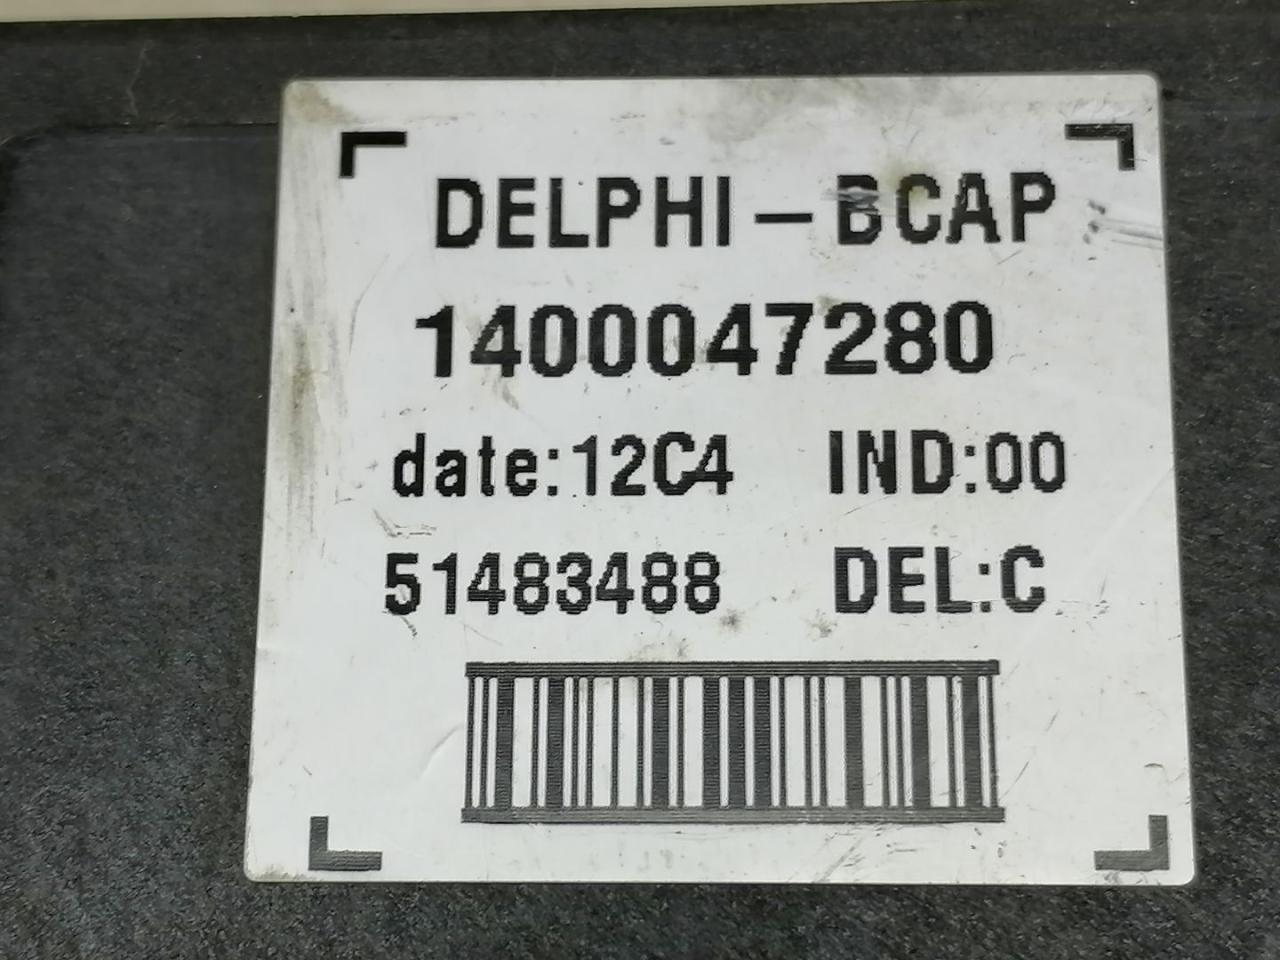 DELPHI-BCAP
1400047280
date:12C4 IND:00
51483488 DEL:C